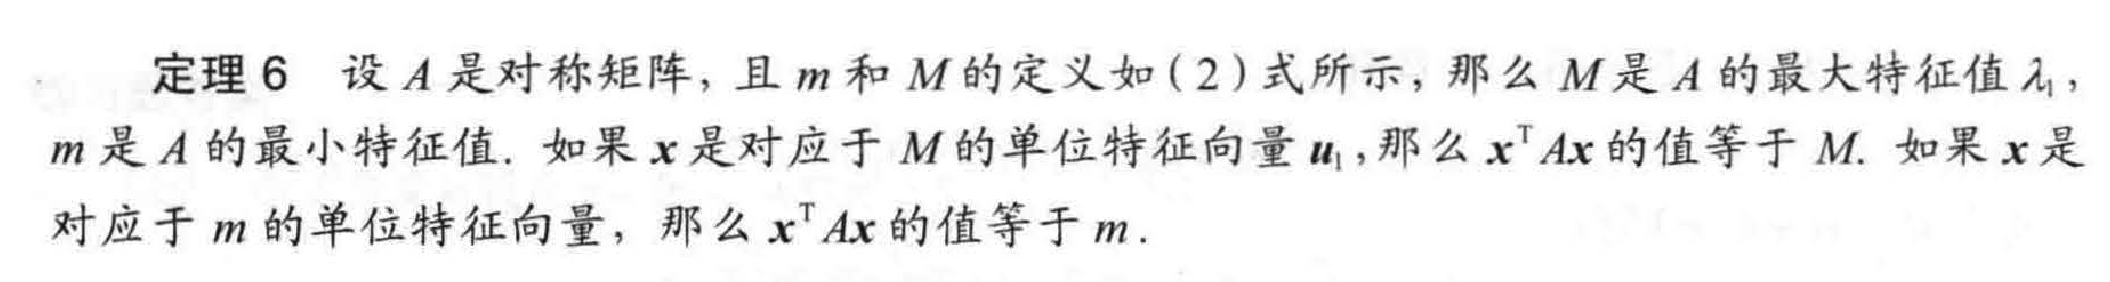 定理6 设 A 是对称矩阵, 且 m 和 M 的定义如(2)式所示, 那么 M 是 A 的最大特征值 λ₁,
m 是 A 的最小特征值. 如果 x 是对应于 M 的单位特征向量 u₁,那么 xᵀAx 的值等于 M. 如果 x 是
对应于 m 的单位特征向量, 那么 xᵀAx 的值等于 m.